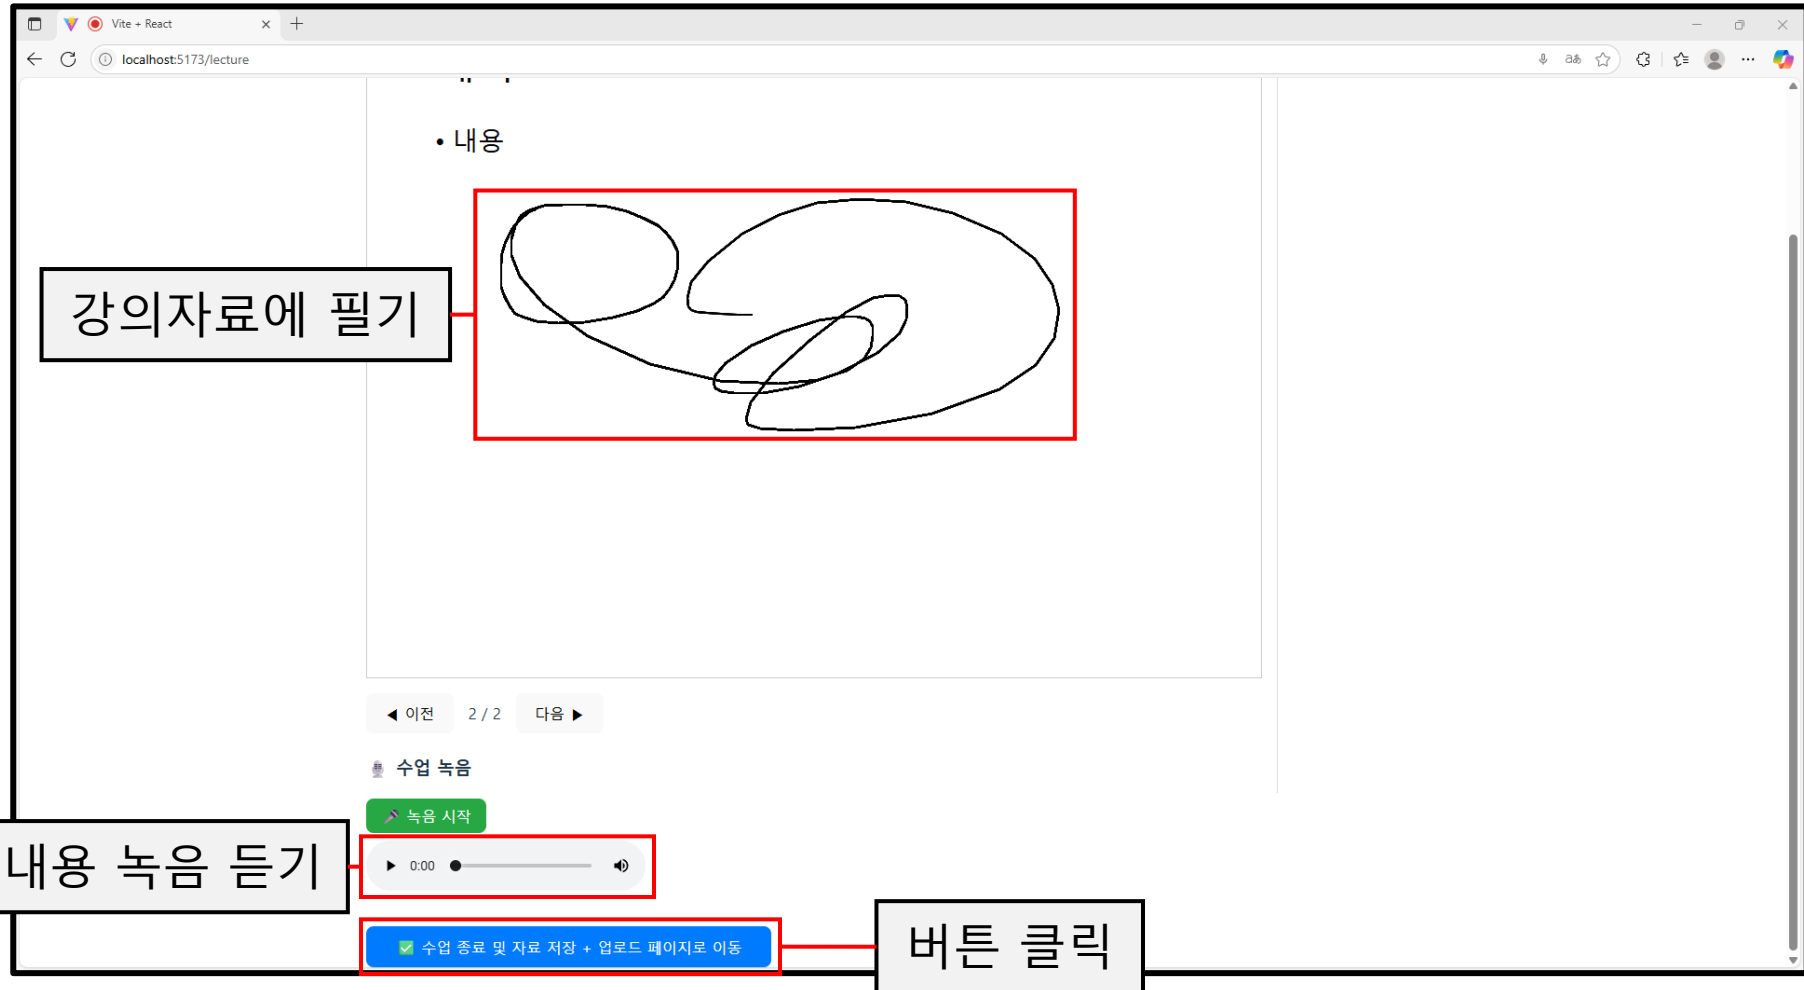 Vite + React
localhost:5173/lecture
• 내용
강의자료에 필기
◀ 이전 2 / 2 다음 ▶
수업 녹음
녹음 시작
내용 녹음 듣기
0:00
✅ 수업 종료 및 자료 저장 + 업로드 페이지로 이동
버튼 클릭